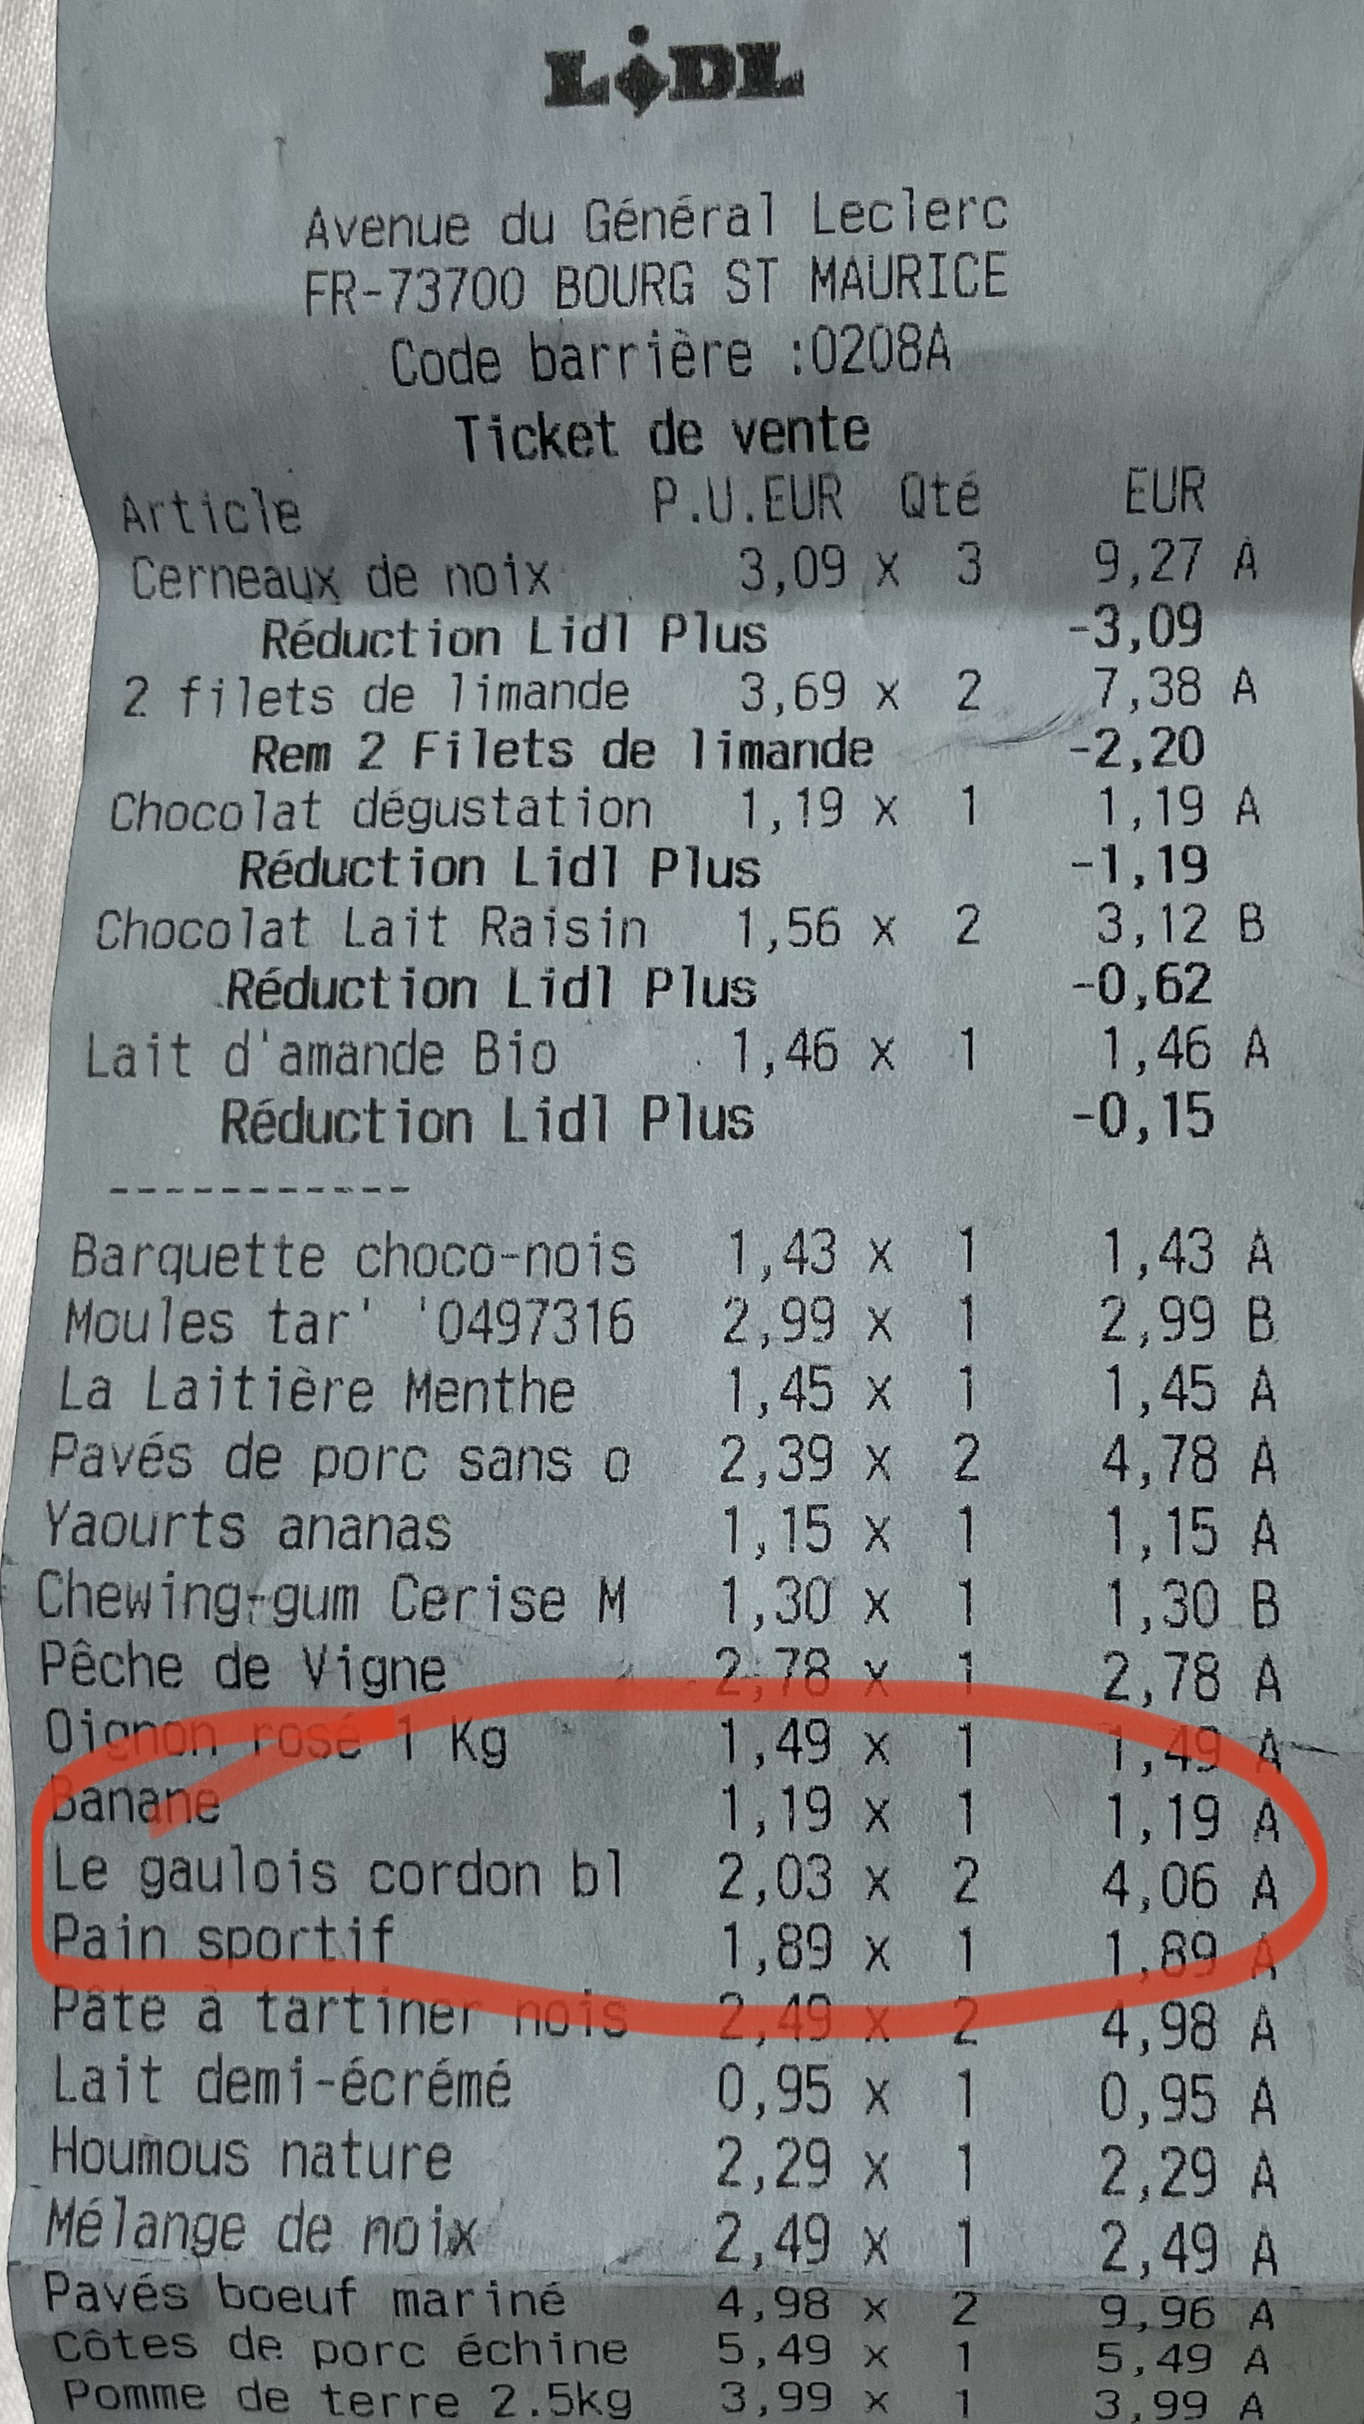 LiDL
Avenue du Général Leclerc
FR-73700 BOURG ST MAURICE
Code barrière :0208A
Ticket de vente
Article P.U.EUR Qté EUR
Cerneaux de noix 3,09 x 3 9,27 A
Réduction Lidl Plus -3,09
2 filets de limande 3,69 x 2 7,38 A
Rem 2 Filets de limande -2,20
Chocolat dégustation 1,19 x 1 1,19 A
Réduction Lidl Plus -1,19
Chocolat Lait Raisin 1,56 x 2 3,12 B
Réduction Lidl Plus -0,62
Lait d'amande Bio 1,46 x 1 1,46 A
Réduction Lidl Plus -0,15
-----------
Barquette choco-nois 1,43 x 1 1,43 A
Moules tar' '0497316 2,99 x 1 2,99 B
La Laitière Menthe 1,45 x 1 1,45 A
Pavés de porc sans o 2,39 x 2 4,78 A
Yaourts ananas 1,15 x 1 1,15 A
Chewing-gum Cerise M 1,30 x 1 1,30 B
Pêche de Vigne 2,78 x 1 2,78 A
Oignon rosé 1 Kg 1,49 x 1 1,49 A
Banane 1,19 x 1 1,19 A
Le gaulois cordon bl 2,03 x 2 4,06 A
Pain sportif 1,89 x 1 1,89 A
Pâte à tartiner nois 2,49 x 2 4,98 A
Lait demi-écrémé 0,95 x 1 0,95 A
Houmous nature 2,29 x 1 2,29 A
Mélange de noix 2,49 x 1 2,49 A
Pavés boeuf mariné 4,98 x 2 9,96 A
Côtes de porc échine 5,49 x 1 5,49 A
Pomme de terre 2.5kg 3,99 x 1 3,99 A